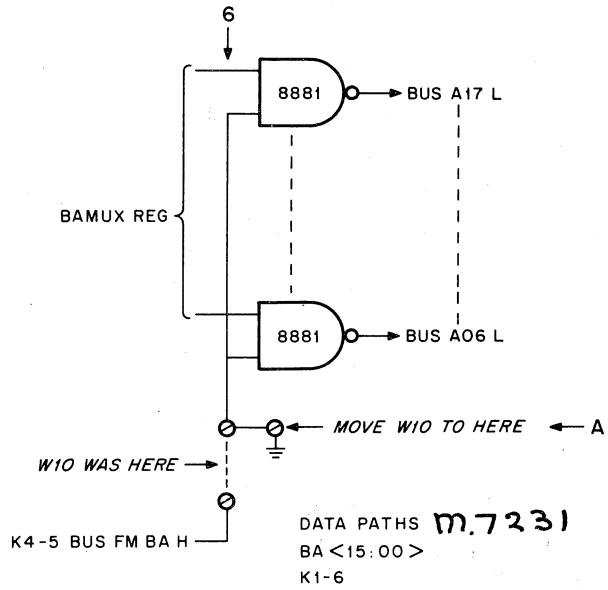 6
8881
BUS A17 L
BAMUX REG
8881
BUS A06 L
MOVE W10 TO HERE
A
W10 WAS HERE
K4-5 BUS FM BA H
DATA PATHS M.7231
BA <15:00>
K1-6